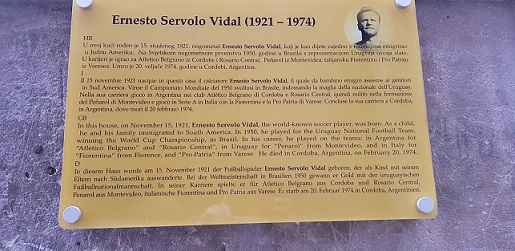 Ernesto Servolo Vidal (1921 – 1974)
HR
U ovoj kući rođen je 15. studenog 1921. nogometaš Ernesto Servolo Vidal, koji je kao dijete zajedno s roditeljima emigrirao
u Južnu Ameriku. Na Svjetskom nogometnom prvenstvu 1950. godine u Brazilu s reprezentacijom Urugvaja osvaja zlato.
U karijeri je igrao za Atletico Belgrano iz Cordobe i Rosario Central, Peñarol iz Montevidea, talijansku Fiorentinu i Pro Patriju
iz Varesea. Umro je 20. veljače 1974. godine u Cordobi, Argentina.
I
Il 15 novembre 1921 nacque in questa casa il calciatore Ernesto Servolo Vidal, il quale da bambino emigrò assieme ai genitori
in Sud America. Vinse il Campionato Mondiale del 1950 svoltosi in Brasile, indossando la maglia della nazionale dell'Uruguay.
Nella sua carriera giocò in Argentina nei club Atlético Belgrano di Cordoba e Rosario Central, quindi militò nella formazione
del Peñarol di Montevideo e giocò in Serie A in Italia con la Fiorentina e la Pro Patria di Varese. Concluse la sua carriera a Cordoba,
in Argentina, dove morì il 20 febbraio 1974.
GB
In this house, on November 15, 1921, Ernesto Servolo Vidal, the world-known soccer player, was born. As a child,
he and his family immigrated to South America. In 1950, he played for the Uruguay National Football Team,
winning the World Cup Championship, in Brazil. In his career, he played on the teams: in Argentina for
"Atletico Belgrano" and "Rosario Central", in Uruguay for "Penarol" from Montevideo, and in Italy for
"Fiorentina" from Florence, and "Pro Patria" from Varese. He died in Cordoba, Argentina, on February 20, 1974.
D
In diesem Haus wurde am 15. November 1921 der Fußballspieler Ernesto Servolo Vidal geboren, der als Kind mit seinen
Eltern nach Südamerika auswanderte. Bei der Weltmeisterschaft in Brasilien 1950 gewann er Gold mit der uruguayischen
Fußballnationalmannschaft. In seiner Karriere spielte er für Atletico Belgrano aus Cordoba und Rosario Central,
Penarol aus Montevideo, italienische Fiorentina und Pro Patria aus Varese. Er starb am 20. Februar 1974 in Cordoba, Argentinien.